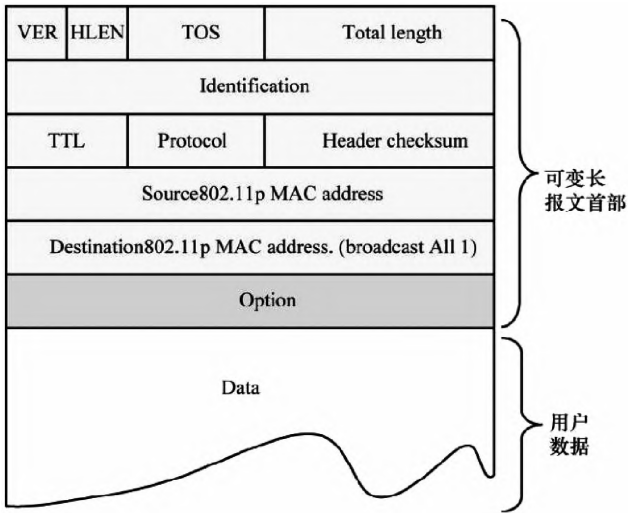 VER HLEN TOS Total length
Identification
TTL Protocol Header checksum
Source802.11p MAC address
Destination802.11p MAC address. (broadcast All 1)
Option
可变长
报文首部
Data
用户
数据